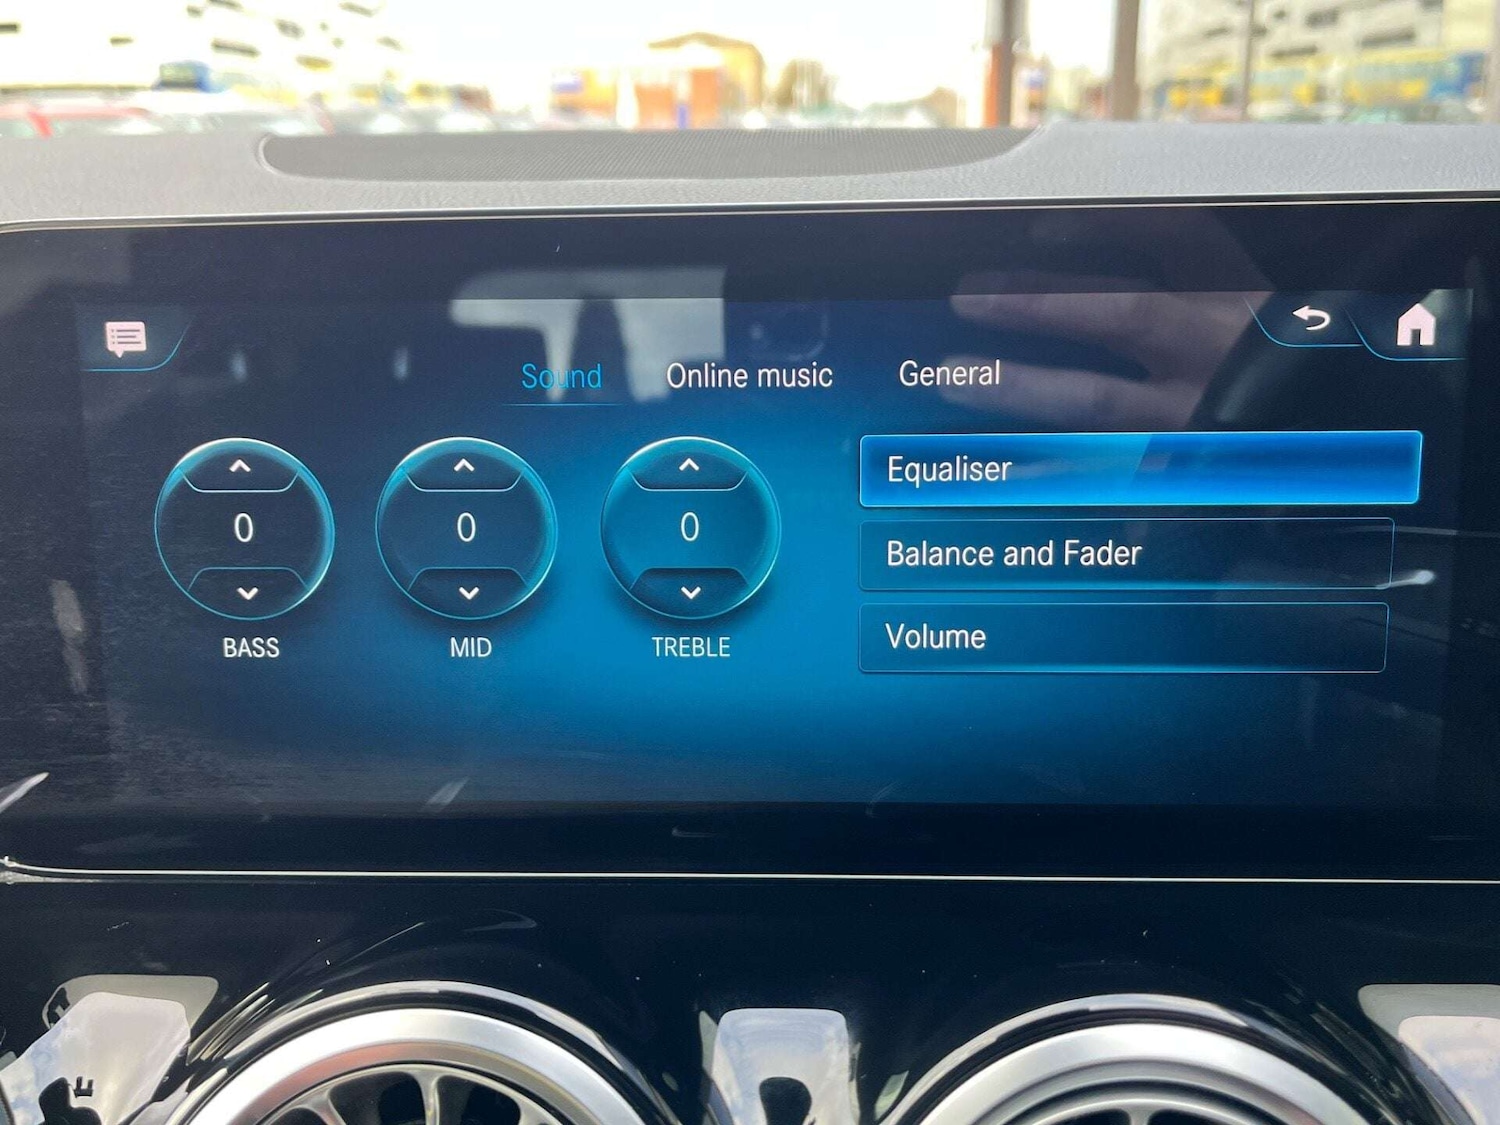 Sound Online music General
0 0 0
BASS MID TREBLE
Equaliser
Balance and Fader
Volume